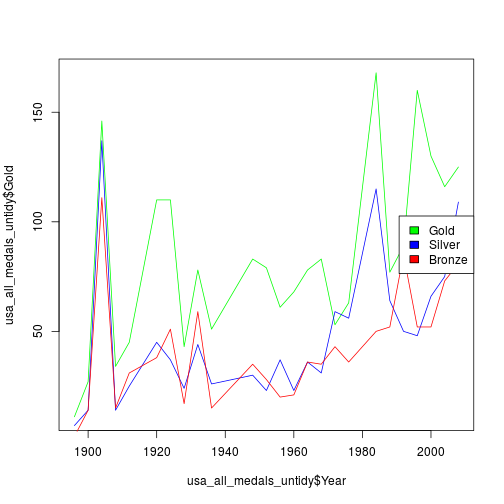 usa_all_medals_untidy$Gold
150
100
50
Gold
Silver
Bronze
1900
1920
1940
1960
1980
2000
usa_all_medals_untidy$Year